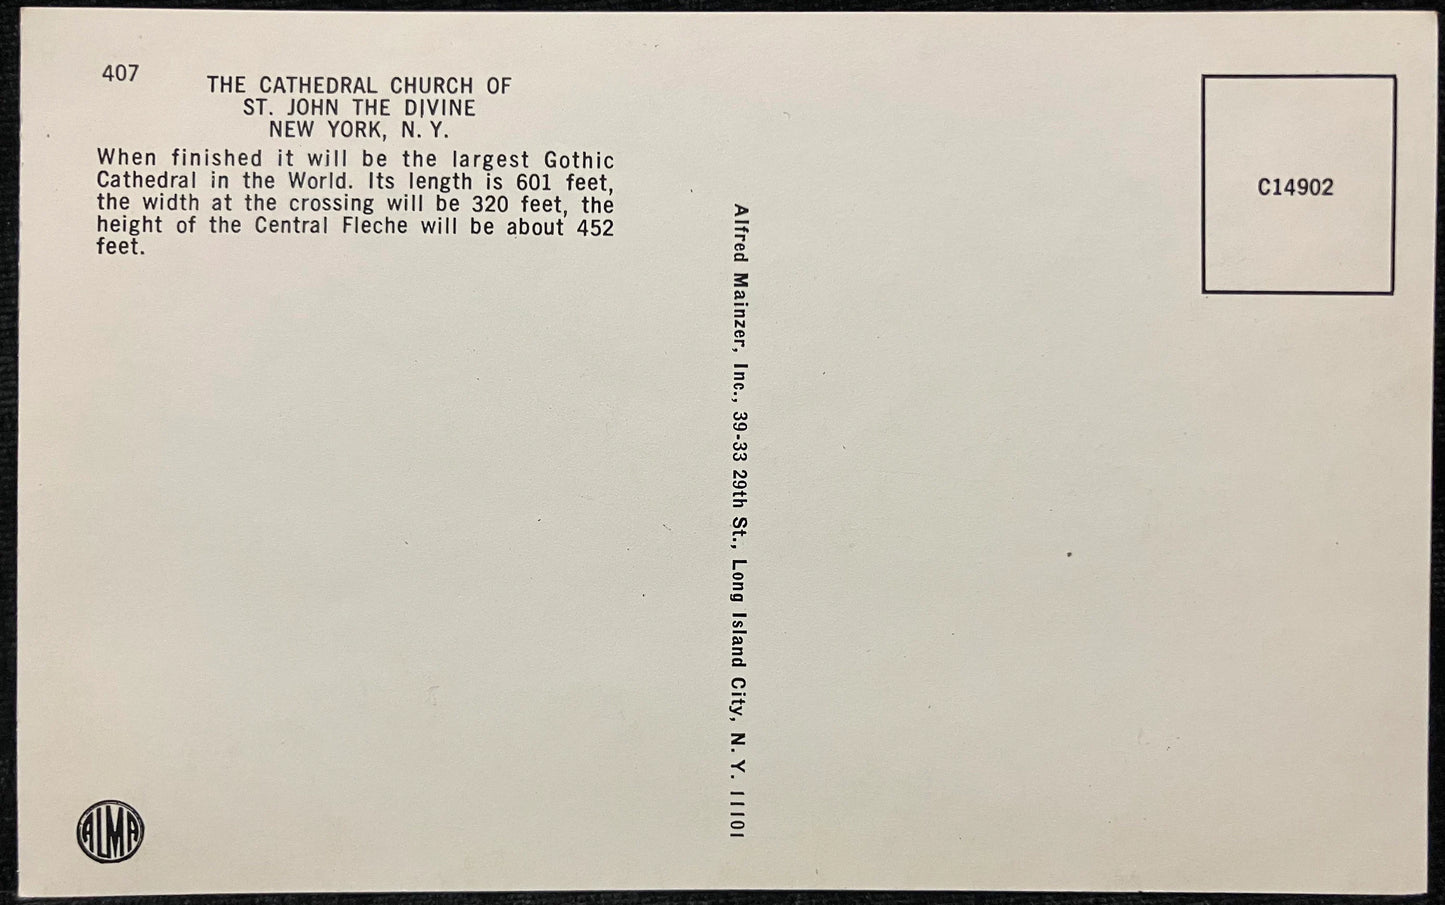 407
THE CATHEDRAL CHURCH OF
ST. JOHN THE DIVINE
NEW YORK, N. Y.
When finished it will be the largest Gothic
Cathedral in the World. Its length is 601 feet,
the width at the crossing will be 320 feet, the
height of the Central Fleche will be about 452
feet.
Alfred Mainzer, Inc., 39-33 29th St., Long Island City, N. Y. 11101
C14902
ALMA